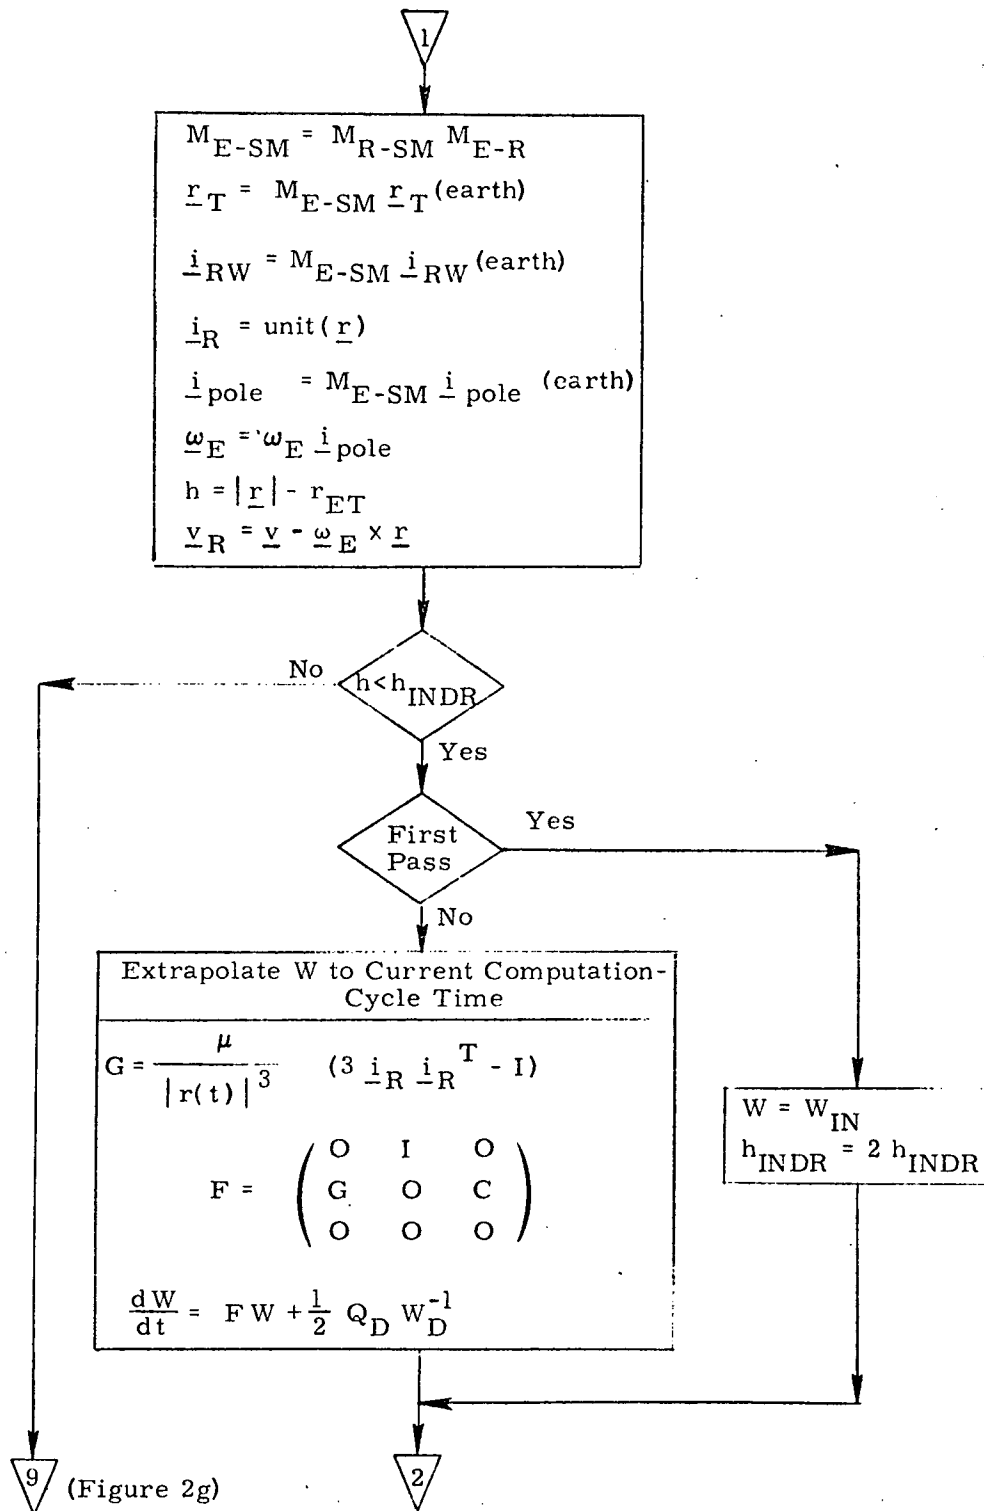 1
M_E-SM = M_R-SM M_E-R
r_T = M_E-SM r_T (earth)
i_RW = M_E-SM i_RW (earth)
i_R = unit( r )
i_pole = M_E-SM i_pole (earth)
ω_E = ω_E i_pole
h = | r | - r_ET
v_R = v - ω_E × r
No
h < h_INDR
Yes
First
Pass
Yes
No
Extrapolate W to Current Computation-
Cycle Time
G = μ / | r( t ) |^3 (3 i_R i_R^T - I)
W = W_IN
h_INDR = 2 h_INDR
O I O
F = G O C
O O O
dW/dt = F W + 1/2 Q_D W_D^-1
9 (Figure 2g)
2